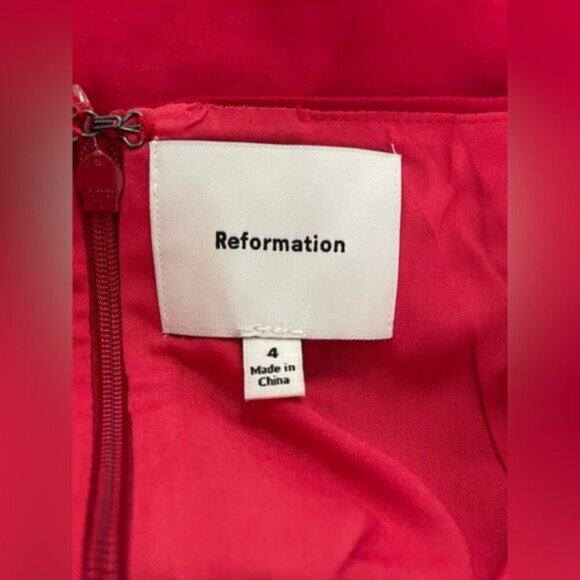 Reformation
4
Made in
China